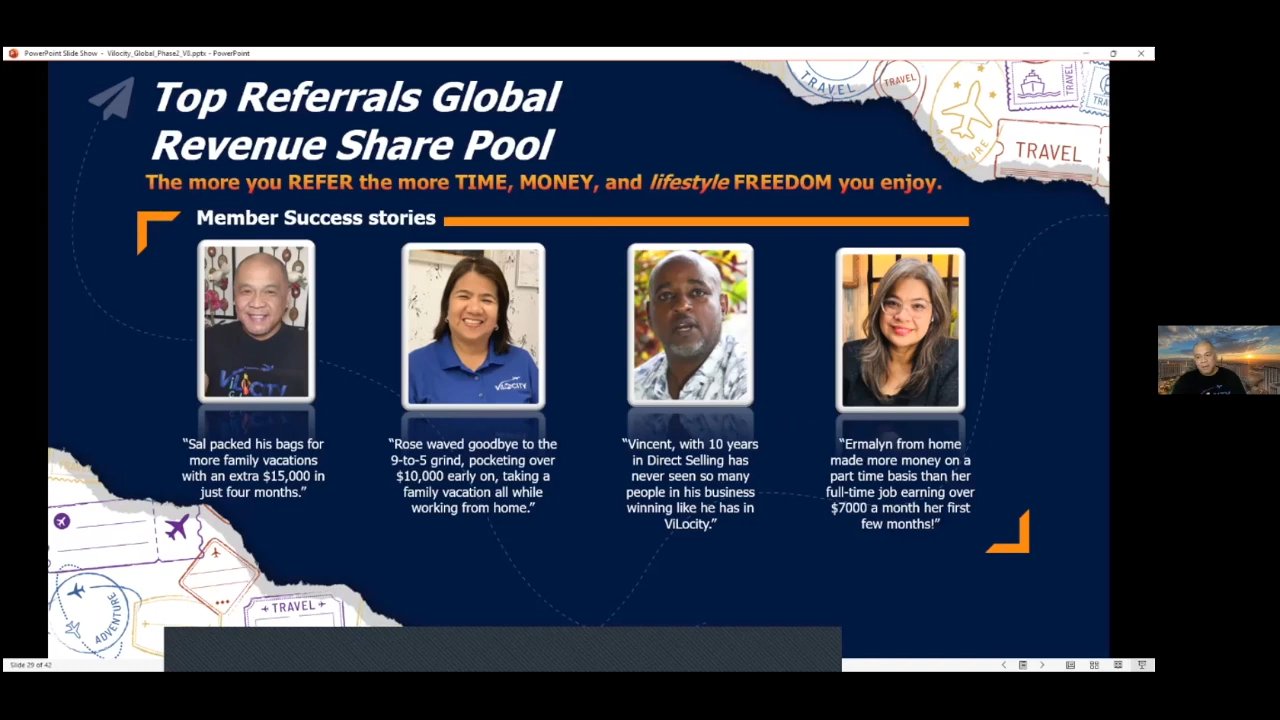 PowerPoint Slide Show - Vilocity_Global_Phase2_V8.pptx - PowerPoint
Top Referrals Global
Revenue Share Pool
The more you REFER the more TIME, MONEY, and lifestyle FREEDOM you enjoy.
Member Success stories
TRAVEL
TRAVEL
TRAVEL
ADVENTURE
TRAVEL
ViLOCITY
ViLOCITY
“Sal packed his bags for
more family vacations
with an extra $15,000 in
just four months.”
“Rose waved goodbye to the
9-to-5 grind, pocketing over
$10,000 early on, taking a
family vacation all while
working from home.”
“Vincent, with 10 years
in Direct Selling has
never seen so many
people in his business
winning like he has in
ViLocity.”
“Ermalyn from home
made more money on a
part time basis than her
full-time job earning over
$7000 a month her first
few months!”
ADVENTURE
TRAVEL
Slide 29 of 42